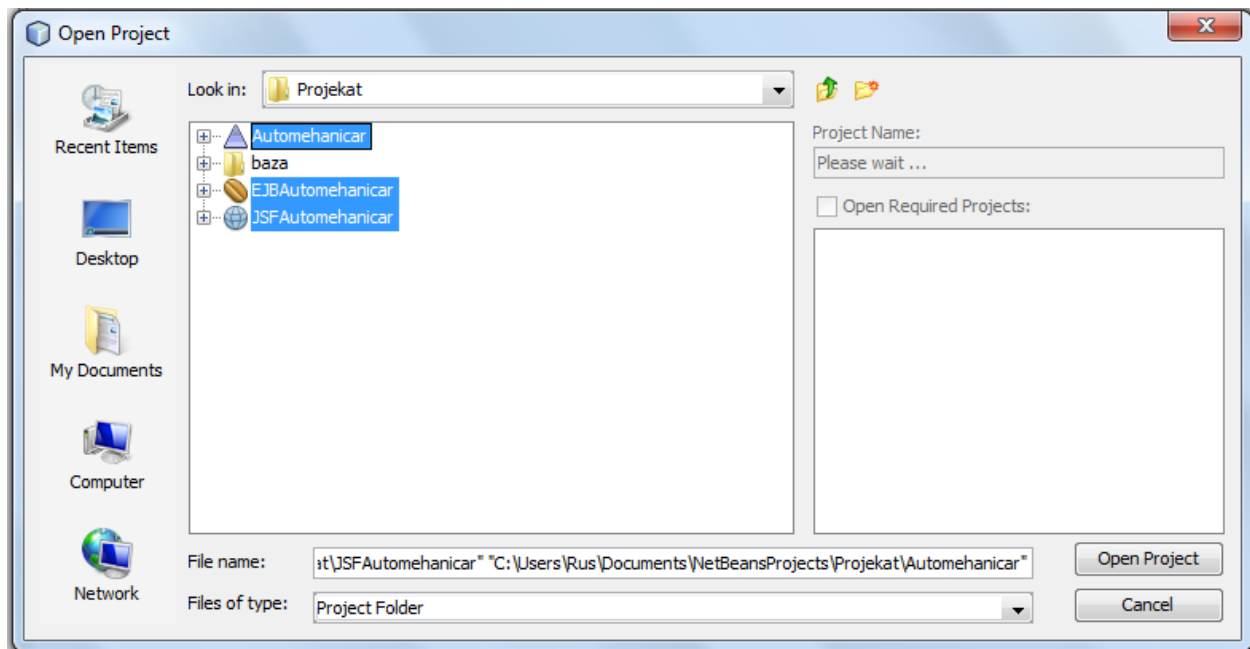 Open Project
Look in:
Projekat
Recent Items
Desktop
My Documents
Computer
Network
Automehanicar
baza
EJBAutomehanicar
JSFAutomehanicar
Project Name:
Please wait ...
Open Required Projects:
File name:
at\JSFAutomehanicar" "C:\Users\Rus\Documents\NetBeansProjects\Projekat\Automehanicar"
Open Project
Files of type:
Project Folder
Cancel